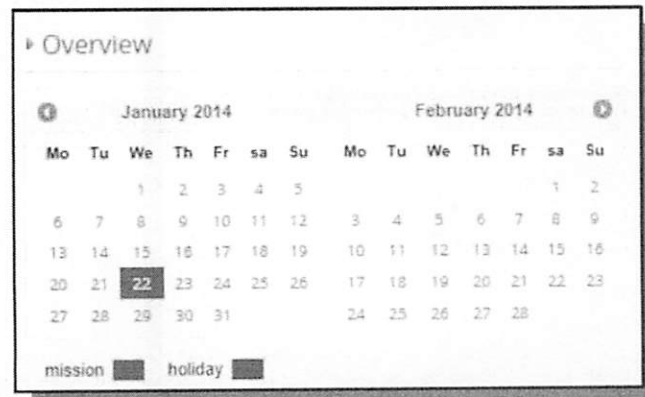 Overview
January 2014 February 2014
Mo Tu We Th Fr sa Su Mo Tu We Th Fr sa Su
1 2 3 4 5 1 2
6 7 8 9 10 11 12 3 4 5 6 7 8 9
13 14 15 16 17 18 19 10 11 12 13 14 15 16
20 21 22 23 24 25 26 17 18 19 20 21 22 23
27 28 29 30 31 24 25 26 27 28
mission holiday